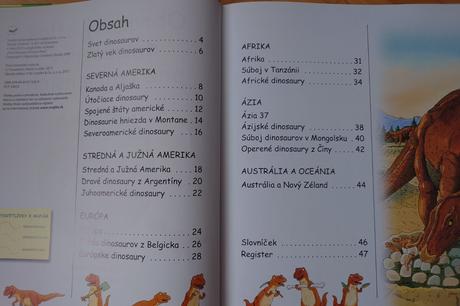 Obsah
Svet dinosaurov ................ 4
Zlatý vek dinosaurov ........... 6
SEVERNÁ AMERIKA
Kanada a Aljaška ............... 8
Útočiace dinosaury ............ 10
Spojené štáty americké ........ 12
Dinosaurie hniezda v Montane .. 14
Severoamerické dinosaury ...... 16
STREDNÁ A JUŽNÁ AMERIKA
Stredná a Južná Amerika ....... 18
Dravé dinosaury z Argentíny ... 20
Juhoamerické dinosaury ........ 22
EURÓPA
24
dinosaurov z Belgicka .. 26
Európske dinosaury ............ 28
AFRIKA
Afrika ........................ 31
Súboj v Tanzánii .............. 32
Africké dinosaury ............. 34
ÁZIA
Ázia 37
Ázijské dinosaury ............. 38
Súboj dinosaurov v Mongolsku .. 40
Operené dinosaury z Číny ...... 42
AUSTRÁLIA A OCEÁNIA
Austrália a Nový Zéland ....... 44
Slovníček ..................... 46
Register ...................... 47